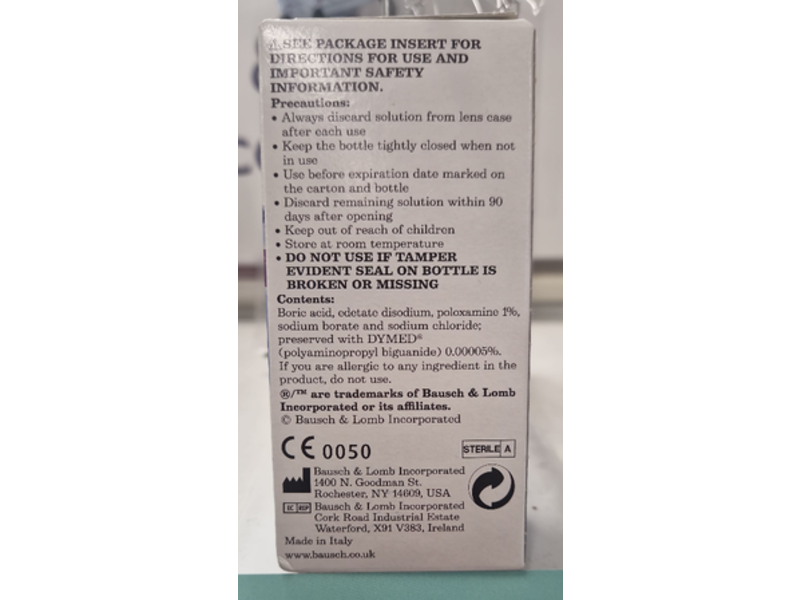 ⚠ SEE PACKAGE INSERT FOR
DIRECTIONS FOR USE AND
IMPORTANT SAFETY
INFORMATION.
Precautions:
• Always discard solution from lens case
after each use
• Keep the bottle tightly closed when not
in use
• Use before expiration date marked on
the carton and bottle
• Discard remaining solution within 90
days after opening
• Keep out of reach of children
• Store at room temperature
• DO NOT USE IF TAMPER
EVIDENT SEAL ON BOTTLE IS
BROKEN OR MISSING
Contents:
Boric acid, edetate disodium, poloxamine 1%,
sodium borate and sodium chloride;
preserved with DYMED®
(polyaminopropyl biguanide) 0.00005%.
If you are allergic to any ingredient in the
product, do not use.
®/™ are trademarks of Bausch & Lomb
Incorporated or its affiliates.
© Bausch & Lomb Incorporated
CE 0050
STERILE A
Bausch & Lomb Incorporated
1400 N. Goodman St.
Rochester, NY 14609, USA
EC REP Bausch & Lomb Incorporated
Cork Road Industrial Estate
Waterford, X91 V383, Ireland
Made in Italy
www.bausch.co.uk